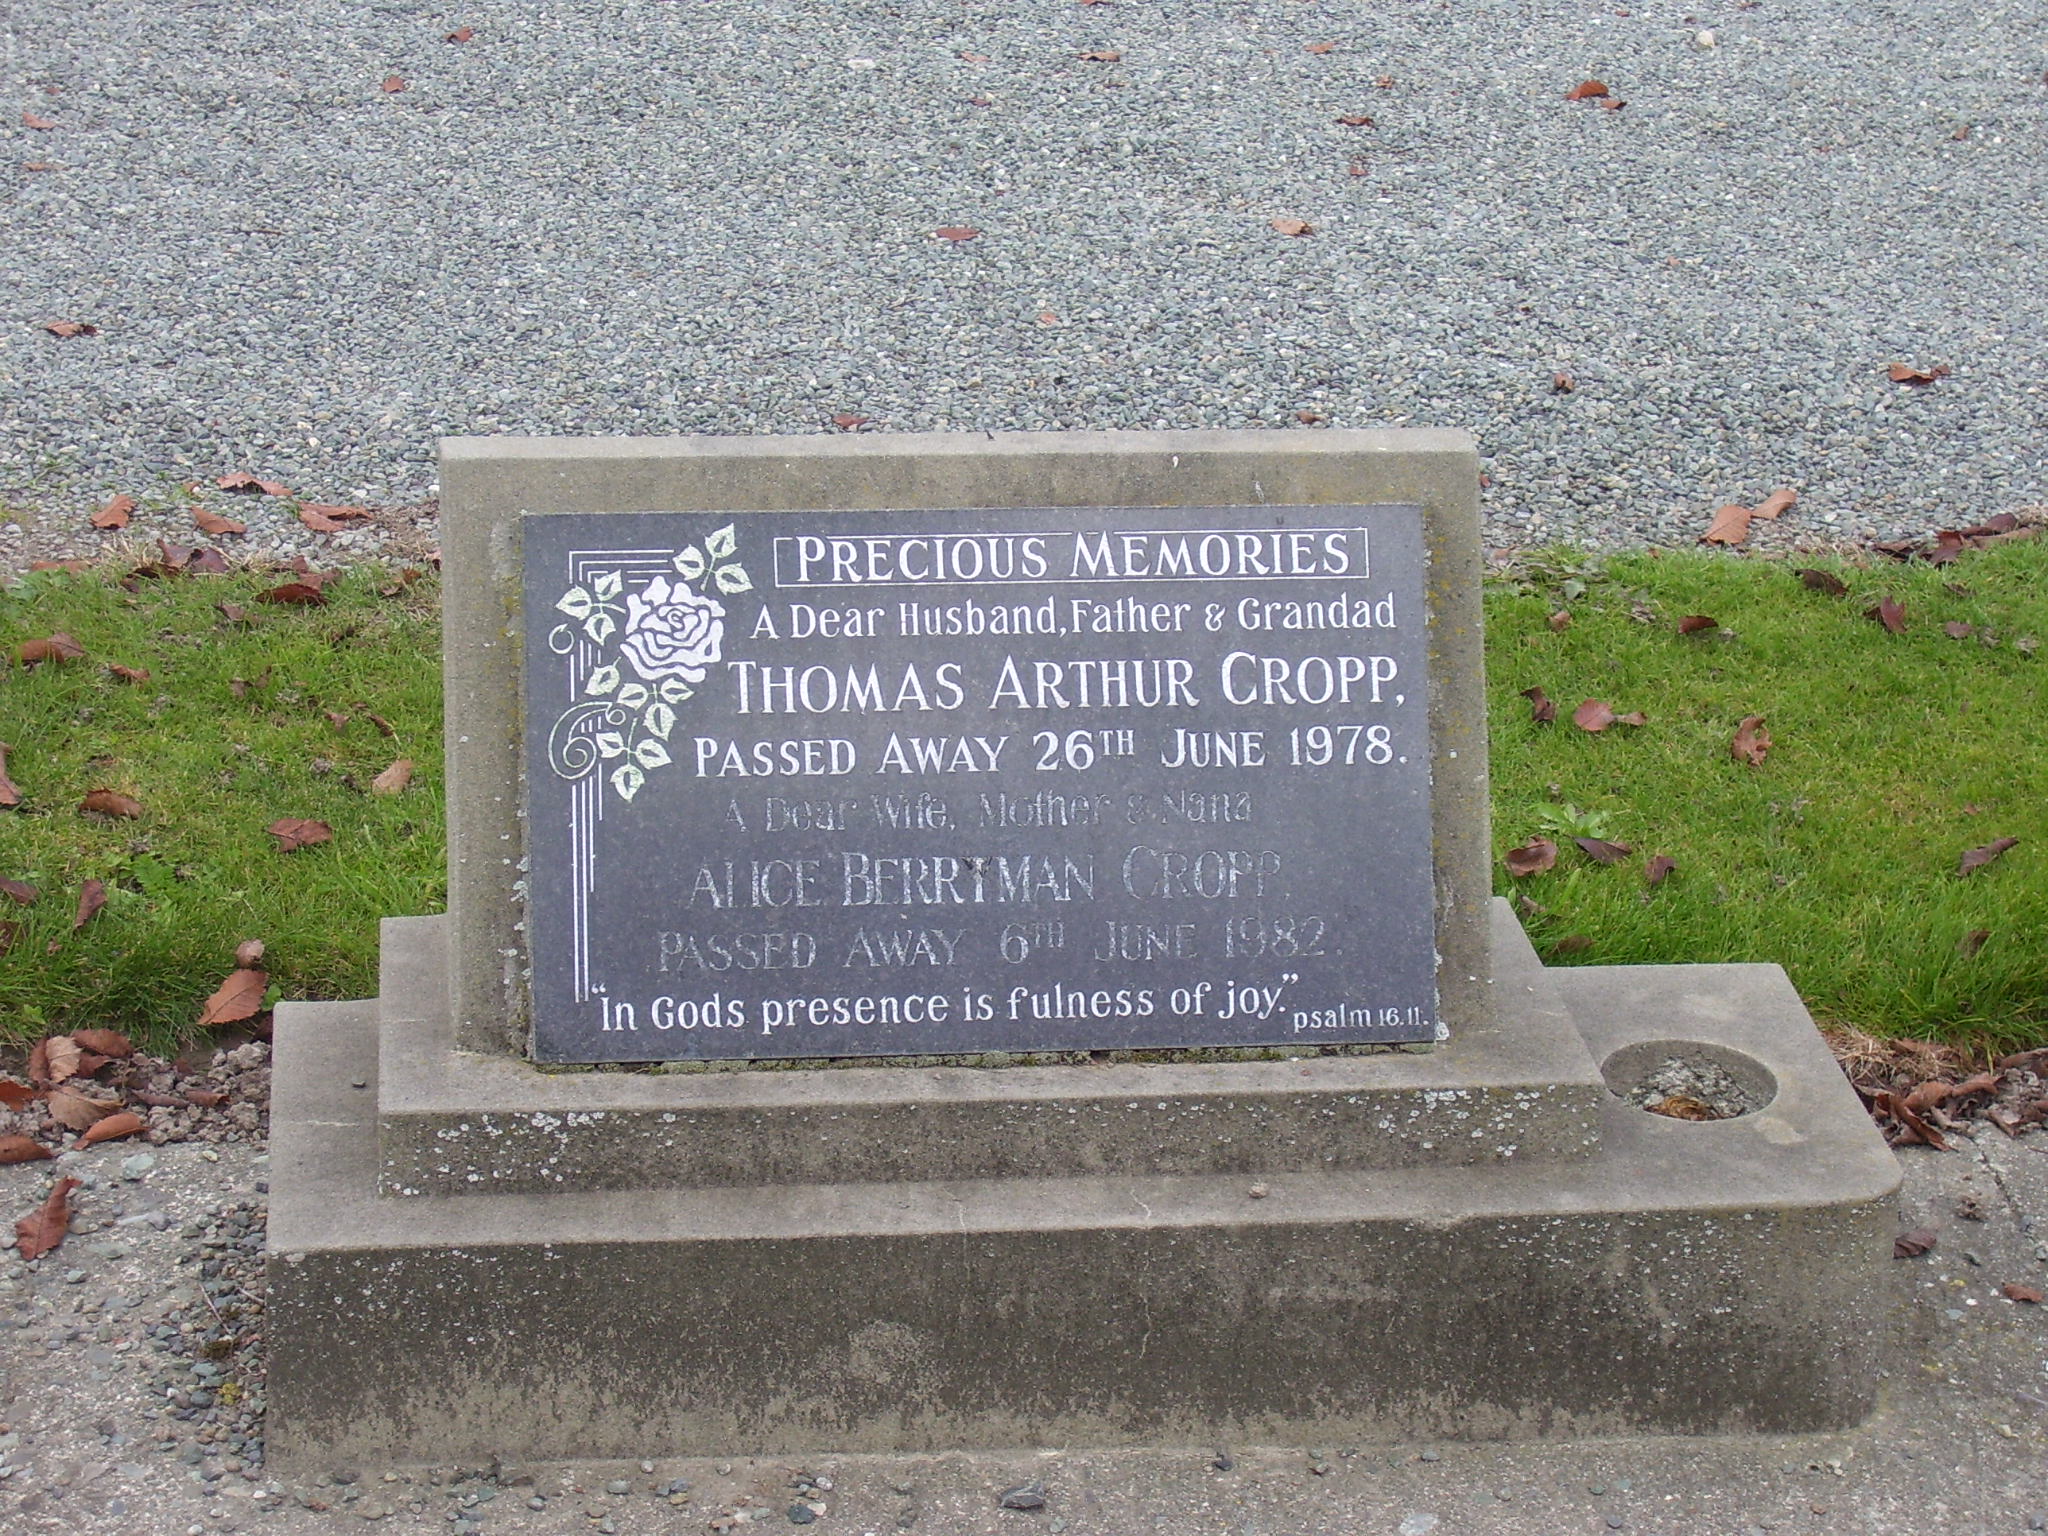 PRECIOUS MEMORIES
A Dear Husband, Father & Grandad
THOMAS ARTHUR CROPP,
PASSED AWAY 26TH JUNE 1978.
A Dear Wife, Mother & Nana
ALICE BERRYMAN CROPP,
PASSED AWAY 6TH JUNE 1982.
"In Gods presence is fulness of joy." psalm 16.11.